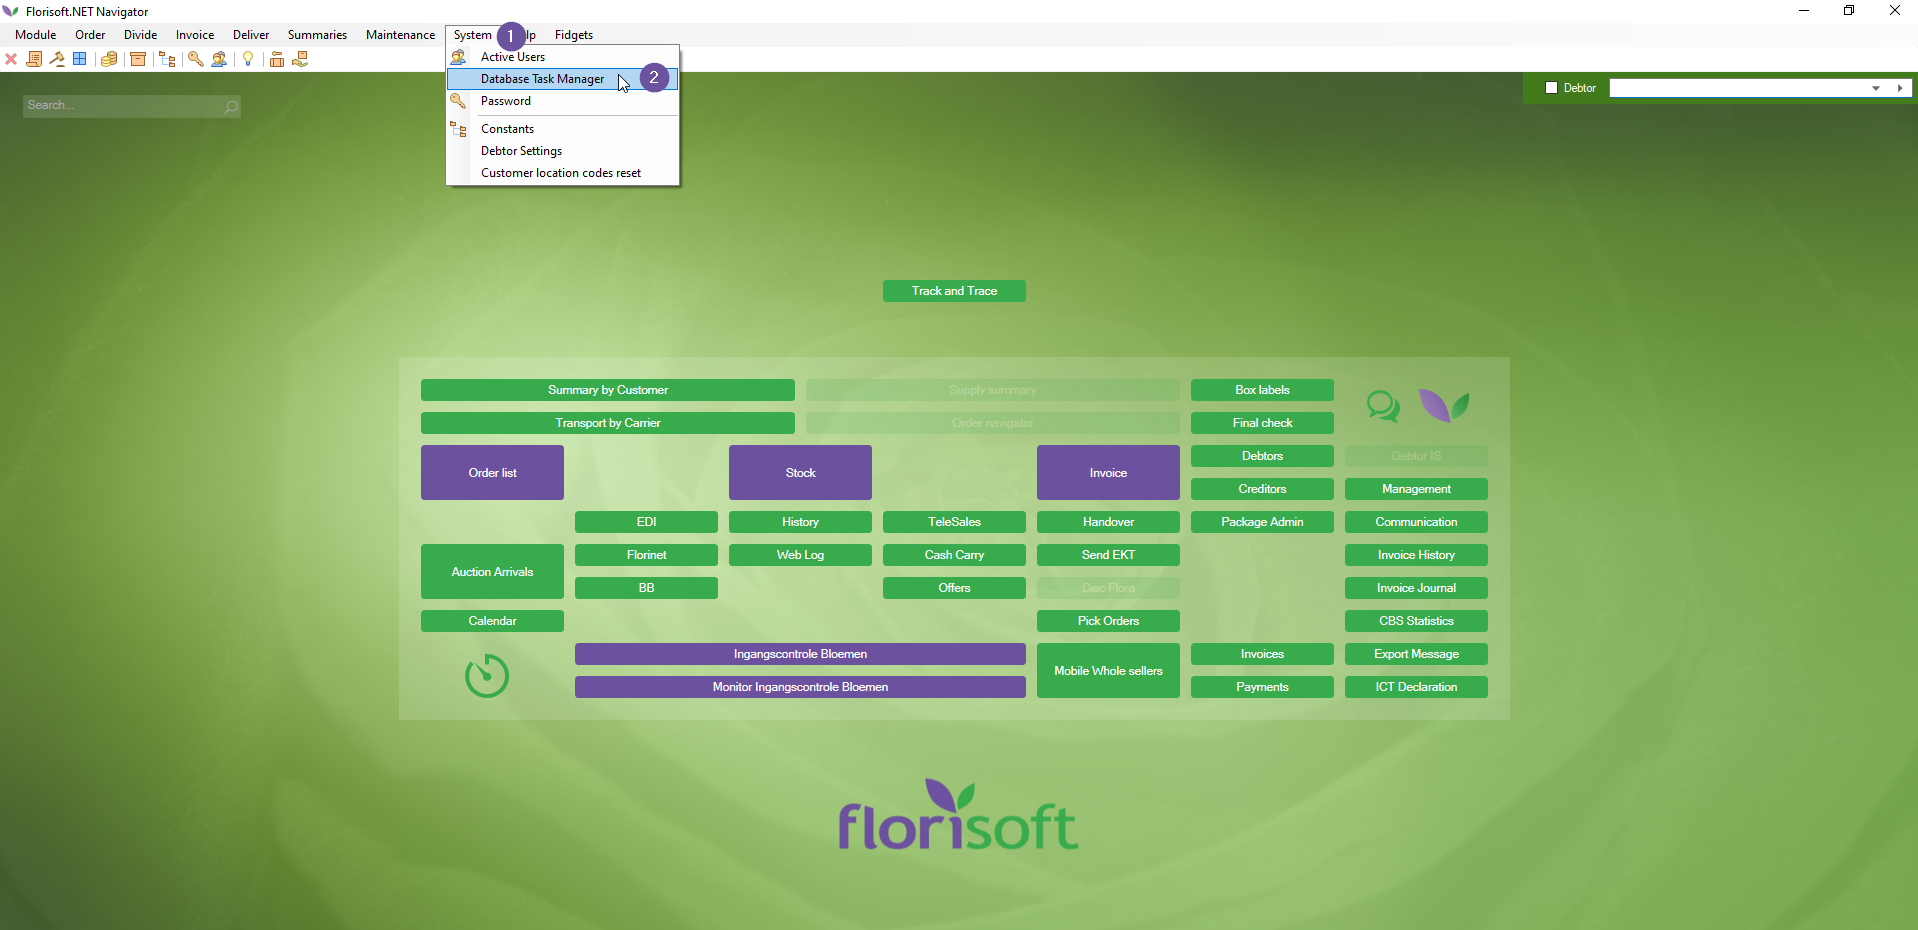 Florisoft.NET Navigator
Module Order Divide Invoice Deliver Summaries Maintenance System 1 lp Fidgets
Active Users
Database Task Manager 2
Password
Constants
Debtor Settings
Customer location codes reset
Search...
Debtor
Track and Trace
Summary by Customer Supply summary Box labels
Transport by Carrier Order navigator Final check
Order list Stock Invoice Debtors Debtor IS
Creditors Management
EDI History TeleSales Handover Package Admin Communication
Auction Arrivals Florinet Web Log Cash Carry Send EKT Invoice History
BB Offers Disc Flora Invoice Journal
Calendar Pick Orders CBS Statistics
Ingangscontrole Bloemen Mobile Whole sellers Invoices Export Message
Monitor Ingangscontrole Bloemen Payments ICT Declaration
florisoft